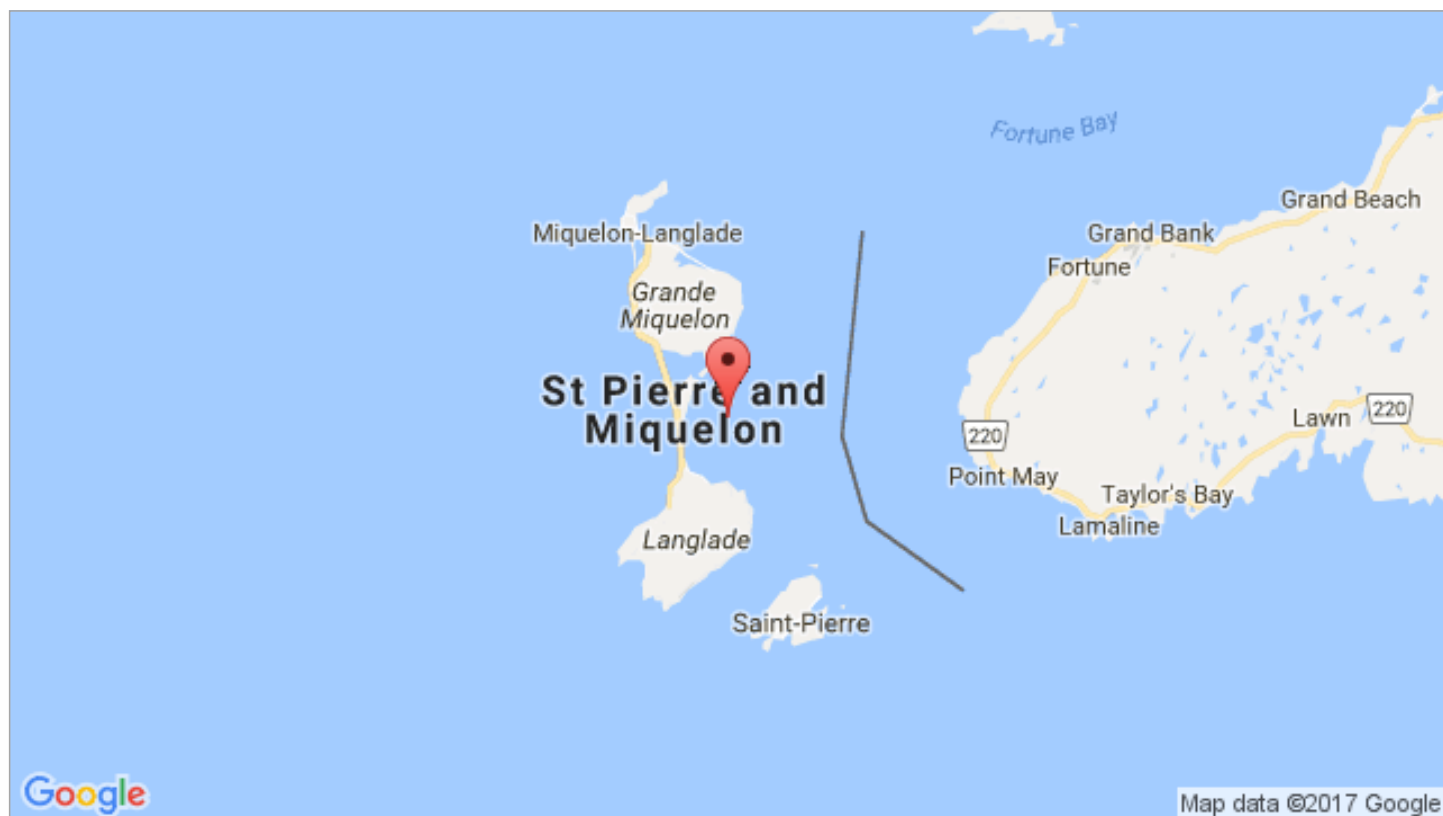 Fortune Bay
Grand Beach
Miquelon-Langlade
Grand Bank
Fortune
Grande
Miquelon
St Pierre and
Miquelon
220
Lawn
220
Point May
Taylor's Bay
Lamaline
Langlade
Saint-Pierre
Google
Map data ©2017 Google